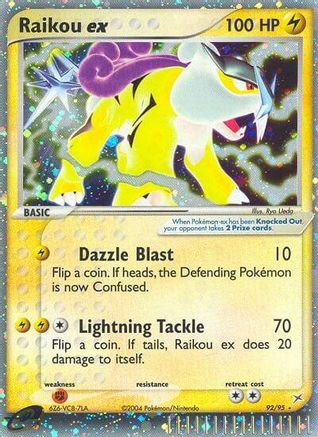 Raikou ex 100 HP
BASIC
Illus. Ryo Ueda
When Pokémon-ex has been Knocked Out,
your opponent takes 2 Prize cards.
Dazzle Blast 10
Flip a coin. If heads, the Defending Pokémon
is now Confused.
Lightning Tackle 70
Flip a coin. If tails, Raikou ex does 20
damage to itself.
weakness resistance retreat cost
6Z6-VC8-7LA ©2004 Pokémon/Nintendo 92/95
e